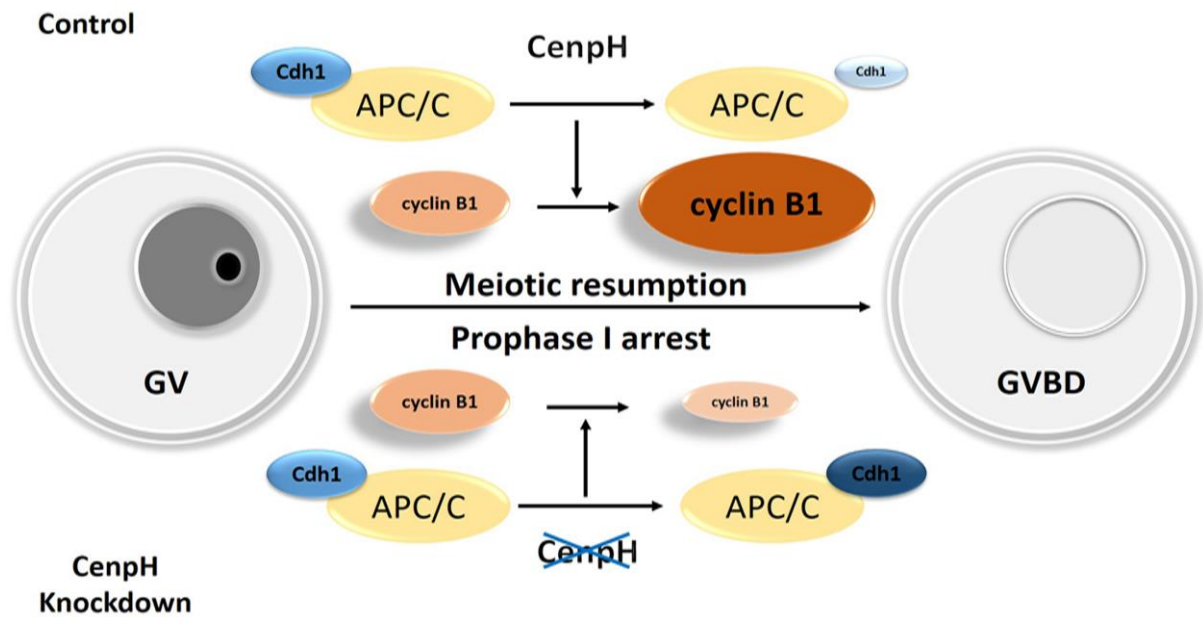 Control
CenpH
Cdh1
APC/C
APC/C
Cdh1
cyclin B1
cyclin B1
Meiotic resumption
Prophase I arrest
GV
GVBD
cyclin B1
cyclin B1
Cdh1
APC/C
APC/C
Cdh1
CenpH
CenpH
Knockdown